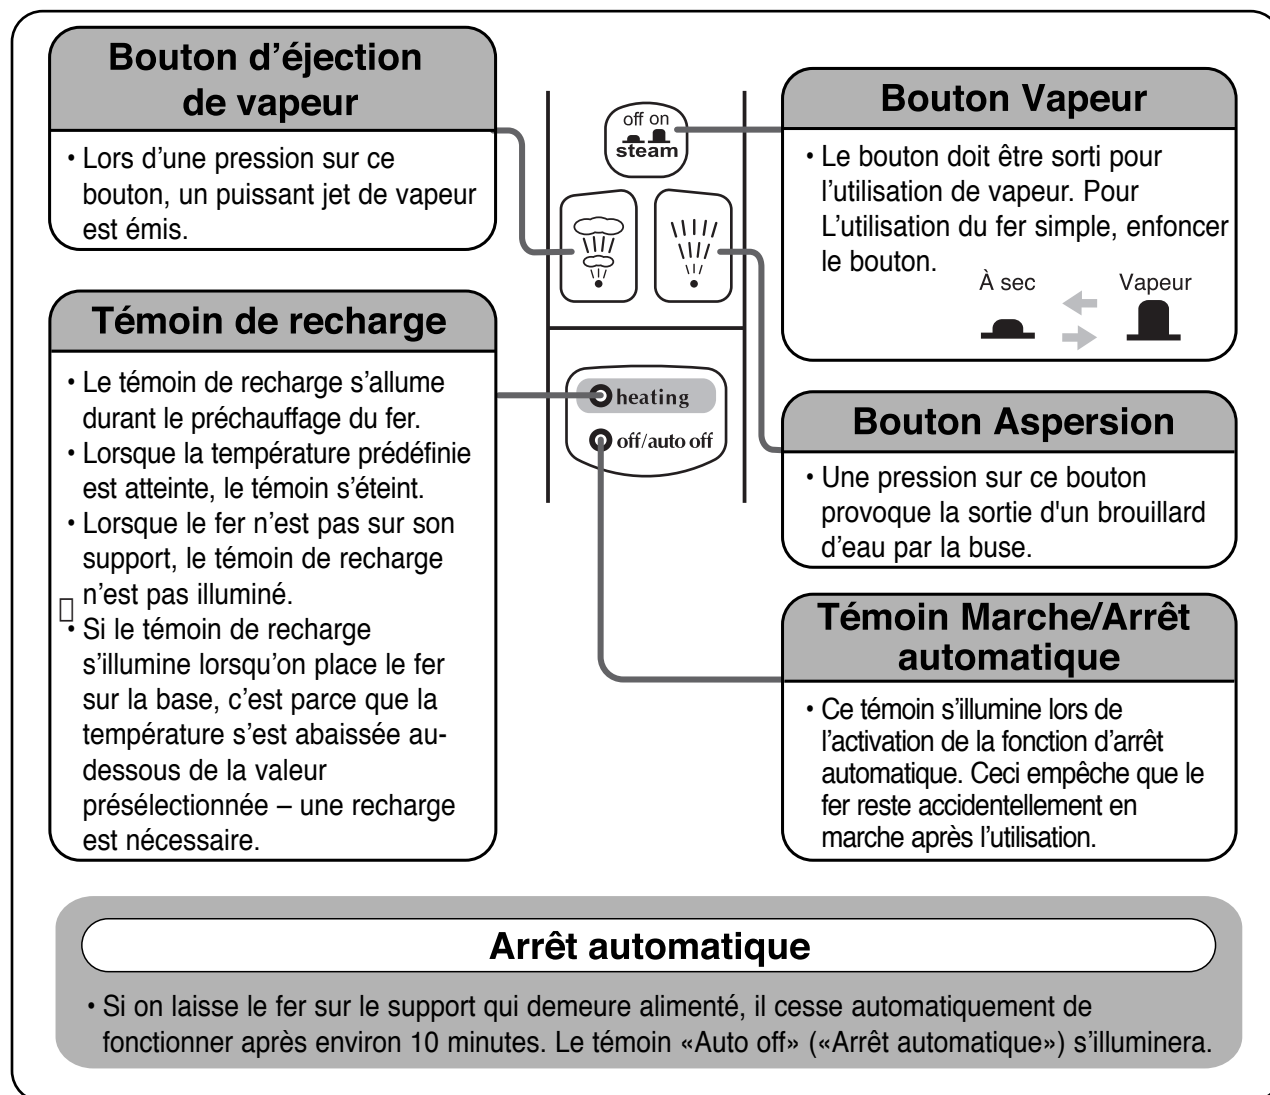 Bouton d’éjection
de vapeur
• Lors d’une pression sur ce
bouton, un puissant jet de vapeur
est émis.
Témoin de recharge
• Le témoin de recharge s’allume
durant le préchauffage du fer.
• Lorsque la température prédéfinie
est atteinte, le témoin s’éteint.
• Lorsque le fer n’est pas sur son
support, le témoin de recharge
n’est pas illuminé.
• Si le témoin de recharge
s’illumine lorsqu’on place le fer
sur la base, c’est parce que la
température s’est abaissée au-
dessous de la valeur
présélectionnée – une recharge
est nécessaire.
off on
steam
heating
off/auto off
Bouton Vapeur
• Le bouton doit être sorti pour
l’utilisation de vapeur. Pour
L’utilisation du fer simple, enfoncer
le bouton.
À sec Vapeur
Bouton Aspersion
• Une pression sur ce bouton
provoque la sortie d'un brouillard
d’eau par la buse.
Témoin Marche/Arrêt
automatique
• Ce témoin s’illumine lors de
l’activation de la fonction d’arrêt
automatique. Ceci empêche que le
fer reste accidentellement en
marche après l’utilisation.
Arrêt automatique
• Si on laisse le fer sur le support qui demeure alimenté, il cesse automatiquement de
fonctionner après environ 10 minutes. Le témoin «Auto off» («Arrêt automatique») s’illuminera.